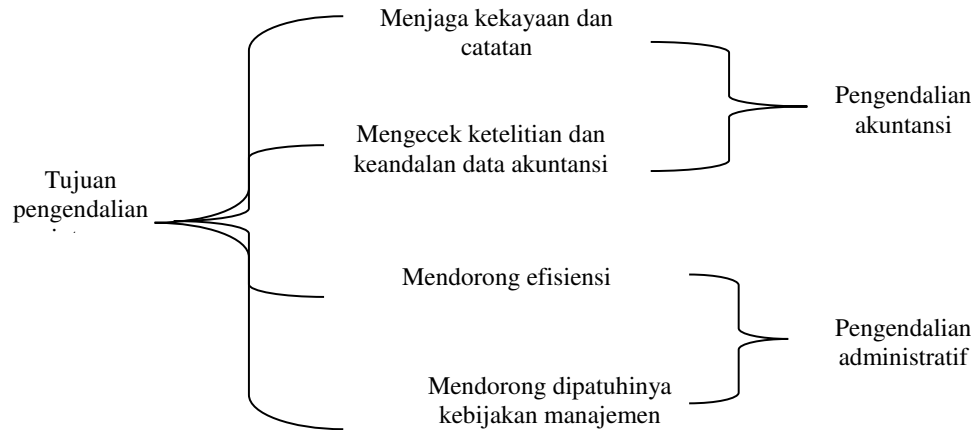 Tujuan
pengendalian
Menjaga kekayaan dan
catatan
Mengecek ketelitian dan
keandalan data akuntansi
Mendorong efisiensi
Mendorong dipatuhinya
kebijakan manajemen
Pengendalian
akuntansi
Pengendalian
administratif